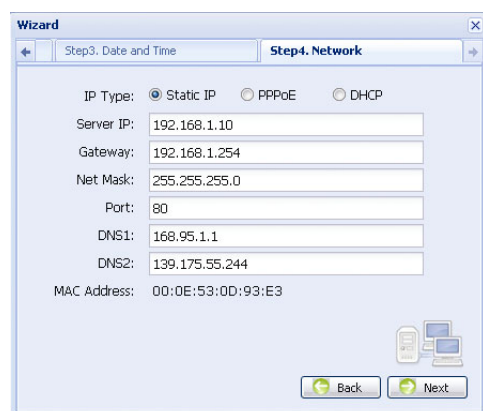 Wizard
Step3. Date and Time
Step4. Network
IP Type: Static IP PPPoE DHCP
Server IP: 192.168.1.10
Gateway: 192.168.1.254
Net Mask: 255.255.255.0
Port: 80
DNS1: 168.95.1.1
DNS2: 139.175.55.244
MAC Address: 00:0E:53:0D:93:E3
Back Next